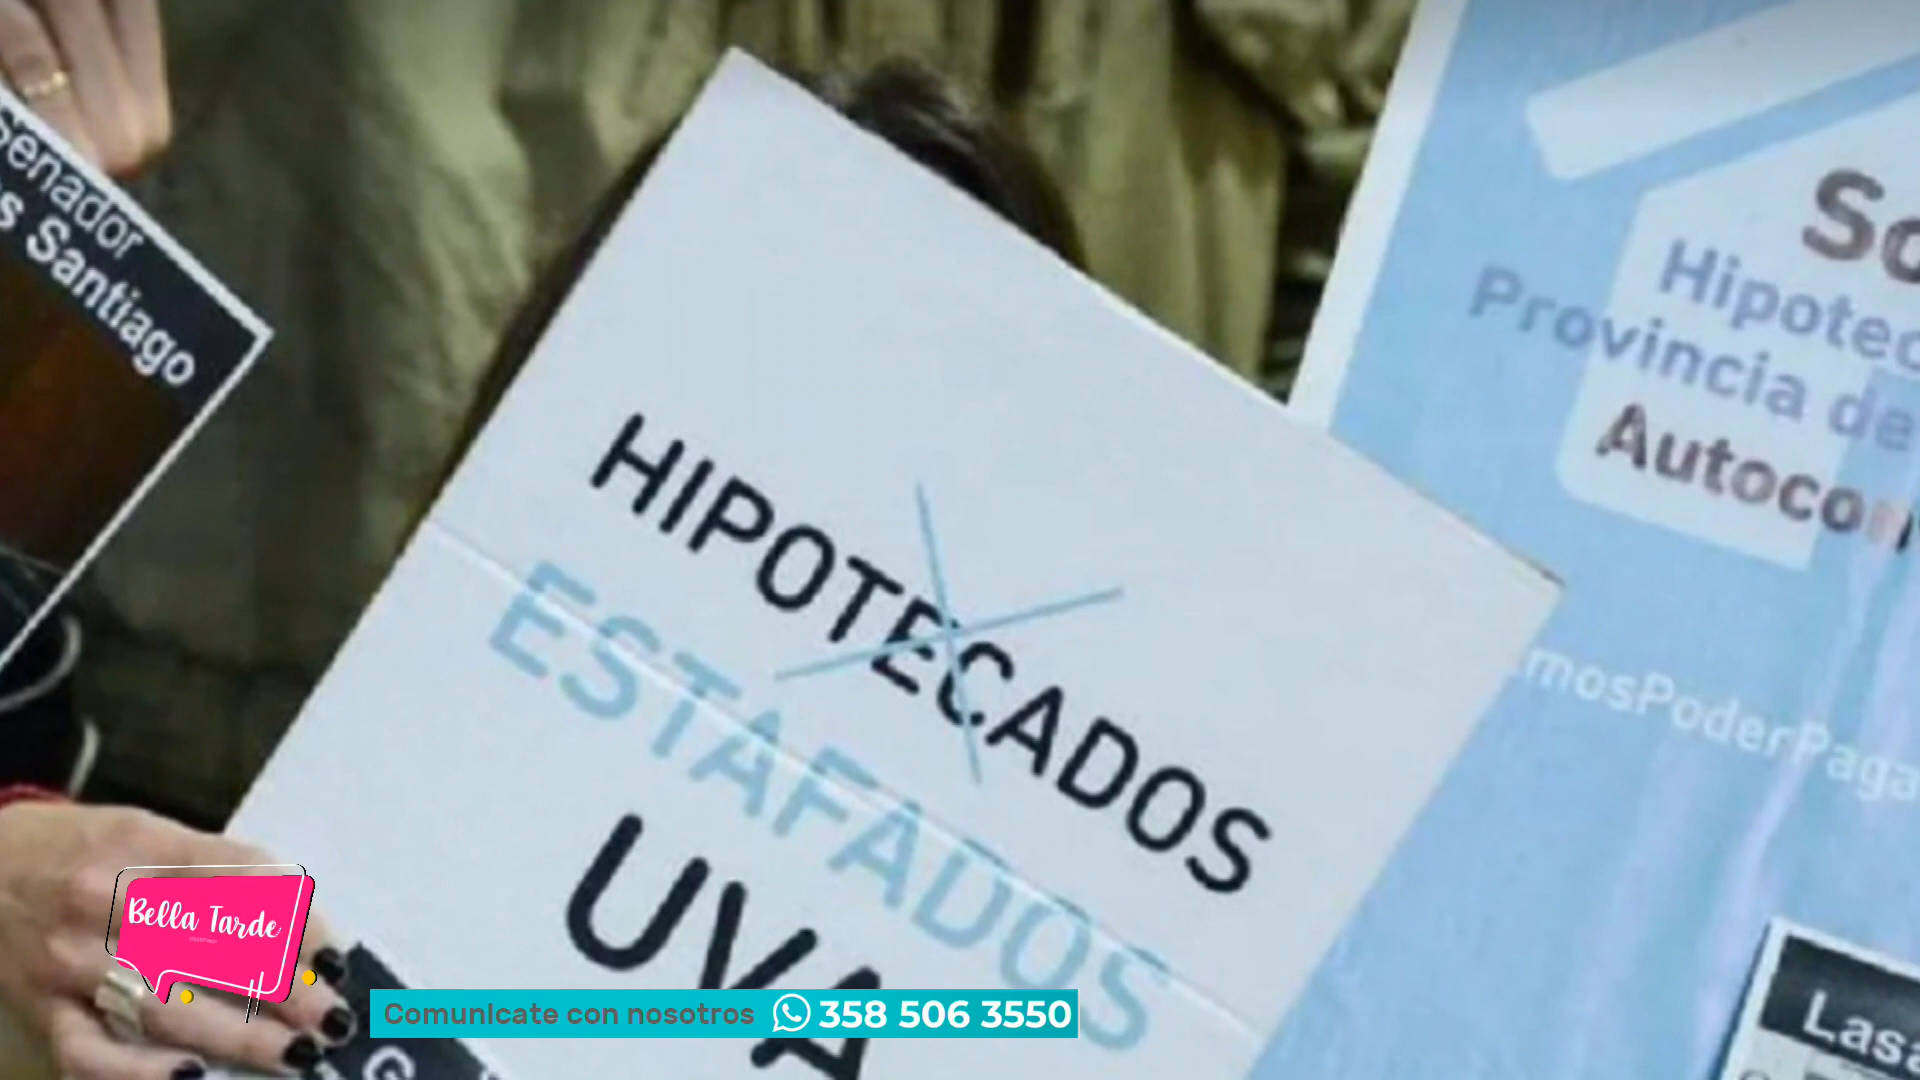 Senador
Santiago
HIPOTECADOS
ESTAFADOS
UVA
Hipotec
Provincia de
Autocon
mosPoderPaga
Bella Tarde
Comunicate con nosotros 358 506 3550
Lasa